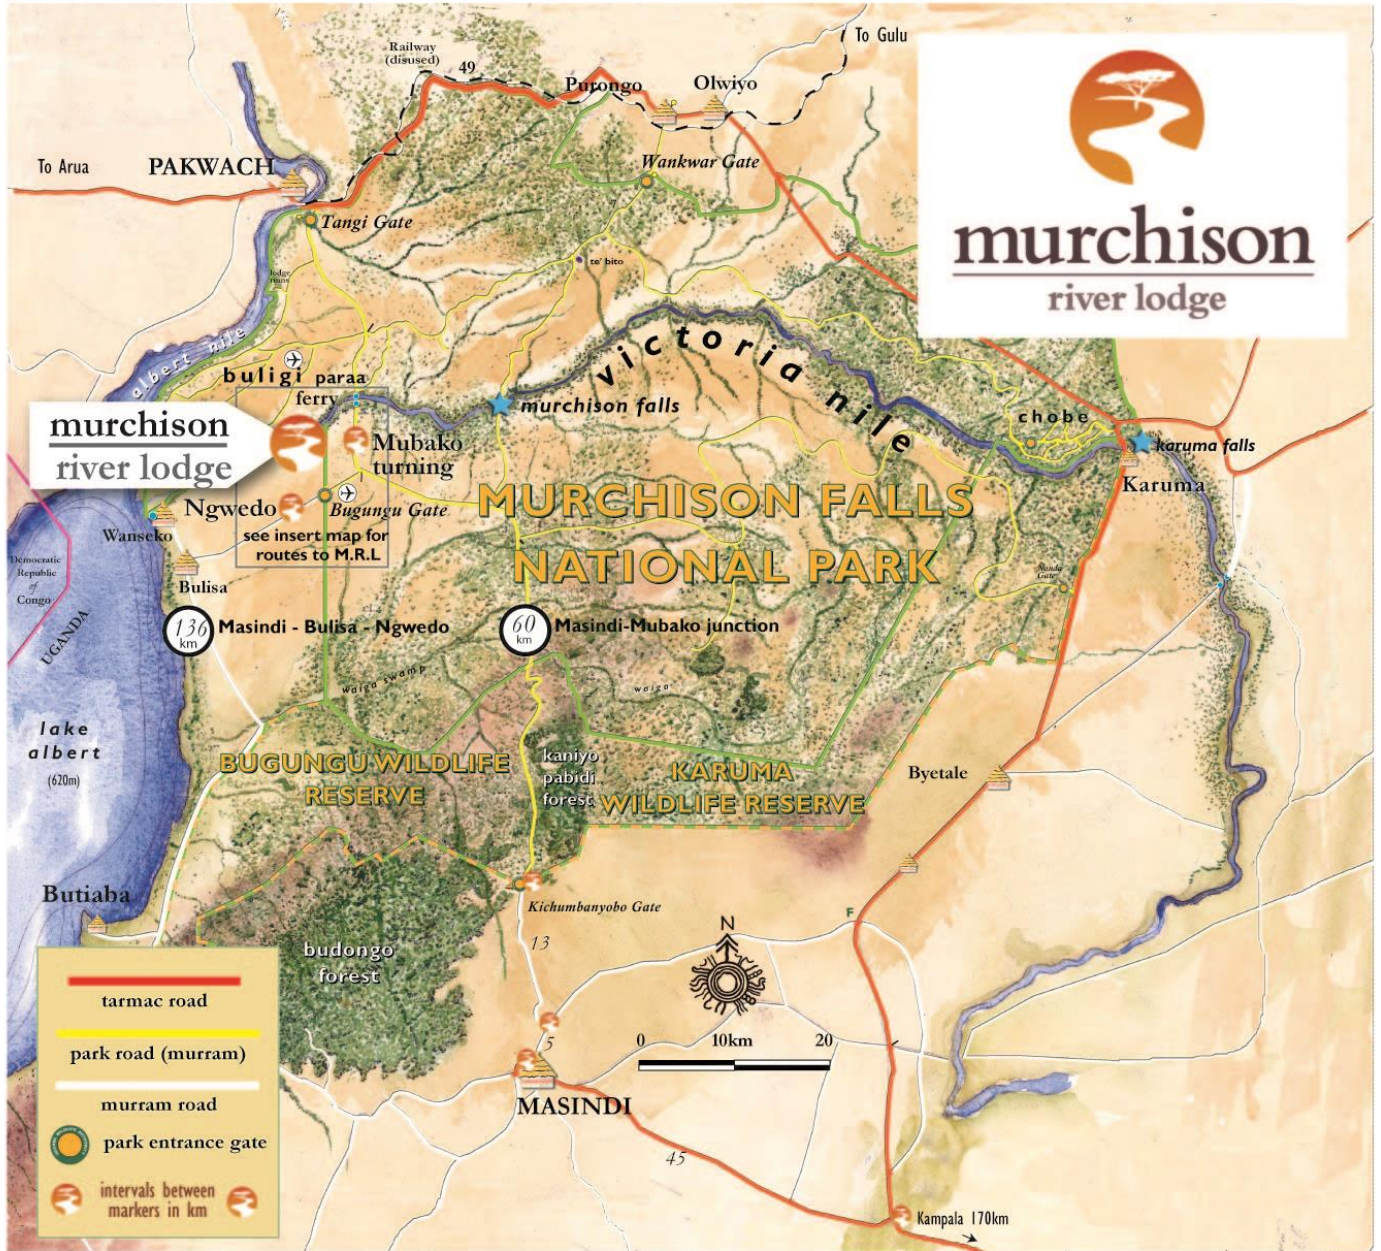 To Gulu
Railway
(disused)
49
Purongo
Olwiyo
To Arua
PAKWACH
Wankwar Gate
Tangi Gate
murchison
river lodge
te' bito
albert nile
victoria nile
buligi paraa
ferry
murchison falls
chobe
karuma falls
murchison
river lodge
Mubako
turning
Karuma
MURCHISON FALLS
NATIONAL PARK
Ngwedo
Bugungu Gate
Wanseko
see insert map for
routes to M.R.L
Democratic
Republic
of
Congo
Bulisa
UGANDA
136
km
Masindi - Bulisa - Ngwedo
60
km
Masindi-Mubako junction
waiga swamp
waiga
lake
albert
(620m)
BUGUNGU WILDLIFE
RESERVE
kaniyo
pabidi
forest
KARUMA
WILDLIFE RESERVE
Byetale
Butiaba
Kichumbanyobo Gate
F
N
13
budongo
forest
0 10km 20
5
MASINDI
45
Kampala 170km
tarmac road
park road (murram)
murram road
park entrance gate
intervals between
markers in km